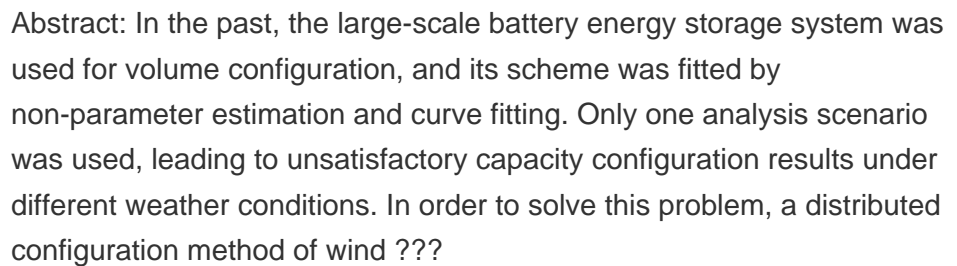 Abstract: In the past, the large-scale battery energy storage system was
used for volume configuration, and its scheme was fitted by
non-parameter estimation and curve fitting. Only one analysis scenario
was used, leading to unsatisfactory capacity configuration results under
different weather conditions. In order to solve this problem, a distributed
configuration method of wind ???